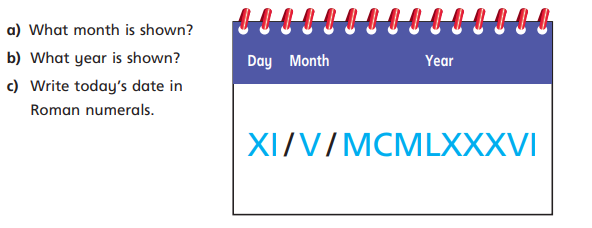 a) What month is shown?
b) What year is shown?
c) Write today's date in
Roman numerals.
Day Month Year
XI / V / MCMLXXXVI